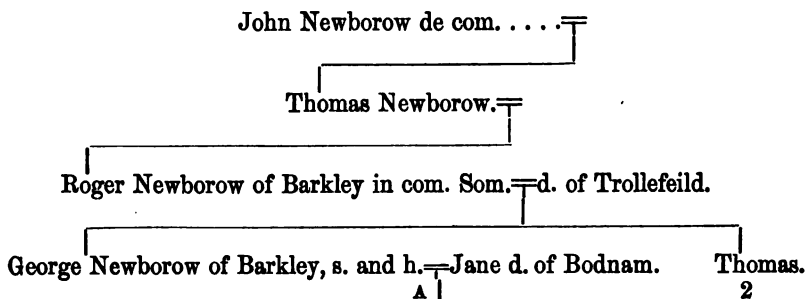 John Newborow de com. . . . .
Thomas Newborow.
Roger Newborow of Barkley in com. Som. d. of Trollefeild.
George Newborow of Barkley, s. and h. Jane d. of Bodnam. Thomas.
A 2